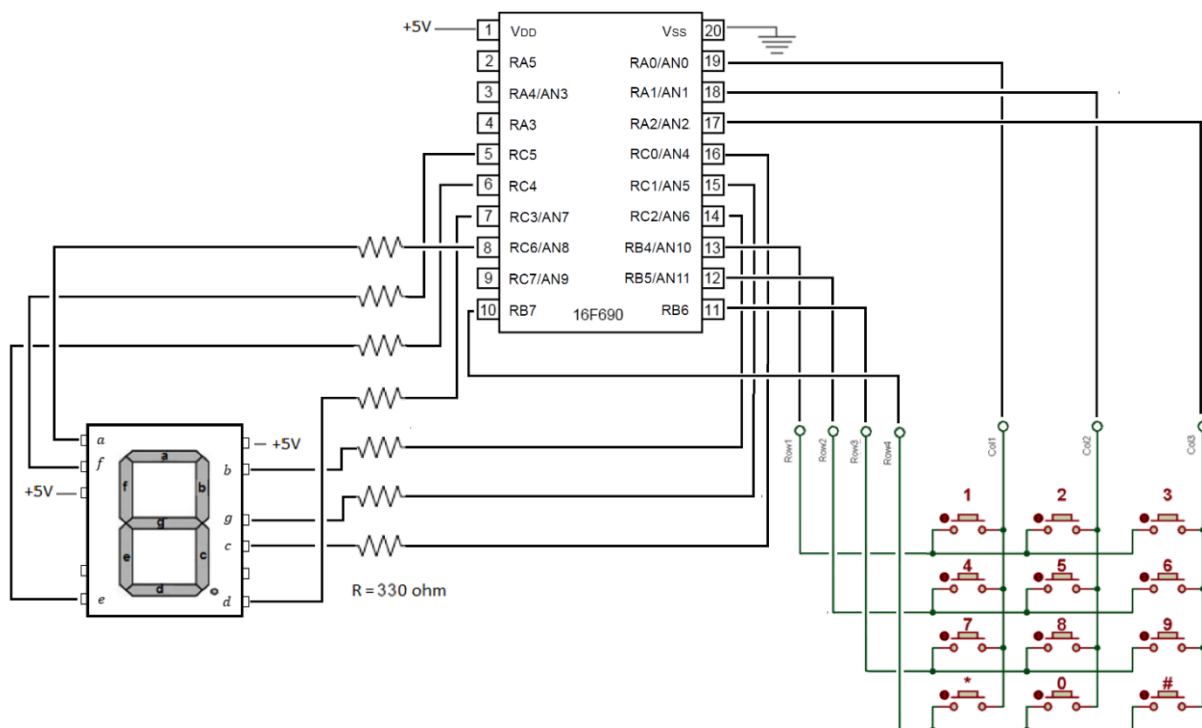 +5V
1 VDD VSS 20
2 RA5 RA0/AN0 19
3 RA4/AN3 RA1/AN1 18
4 RA3 RA2/AN2 17
5 RC5 RC0/AN4 16
6 RC4 RC1/AN5 15
7 RC3/AN7 RC2/AN6 14
8 RC6/AN8 RB4/AN10 13
9 RC7/AN9 RB5/AN11 12
10 RB7 RB6 11
16F690
a
+5V
f
b
+5V
g
c
e
d
a
f
b
g
e
c
d
R = 330 ohm
Row1
Row2
Row3
Row4
Col1
Col2
Col3
1 2 3
4 5 6
7 8 9
* 0 #